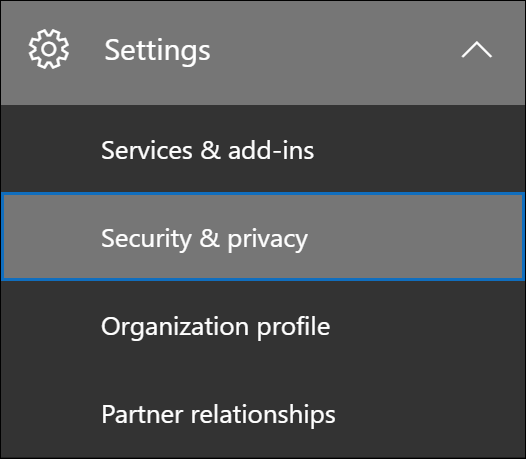 Settings
Services & add-ins
Security & privacy
Organization profile
Partner relationships